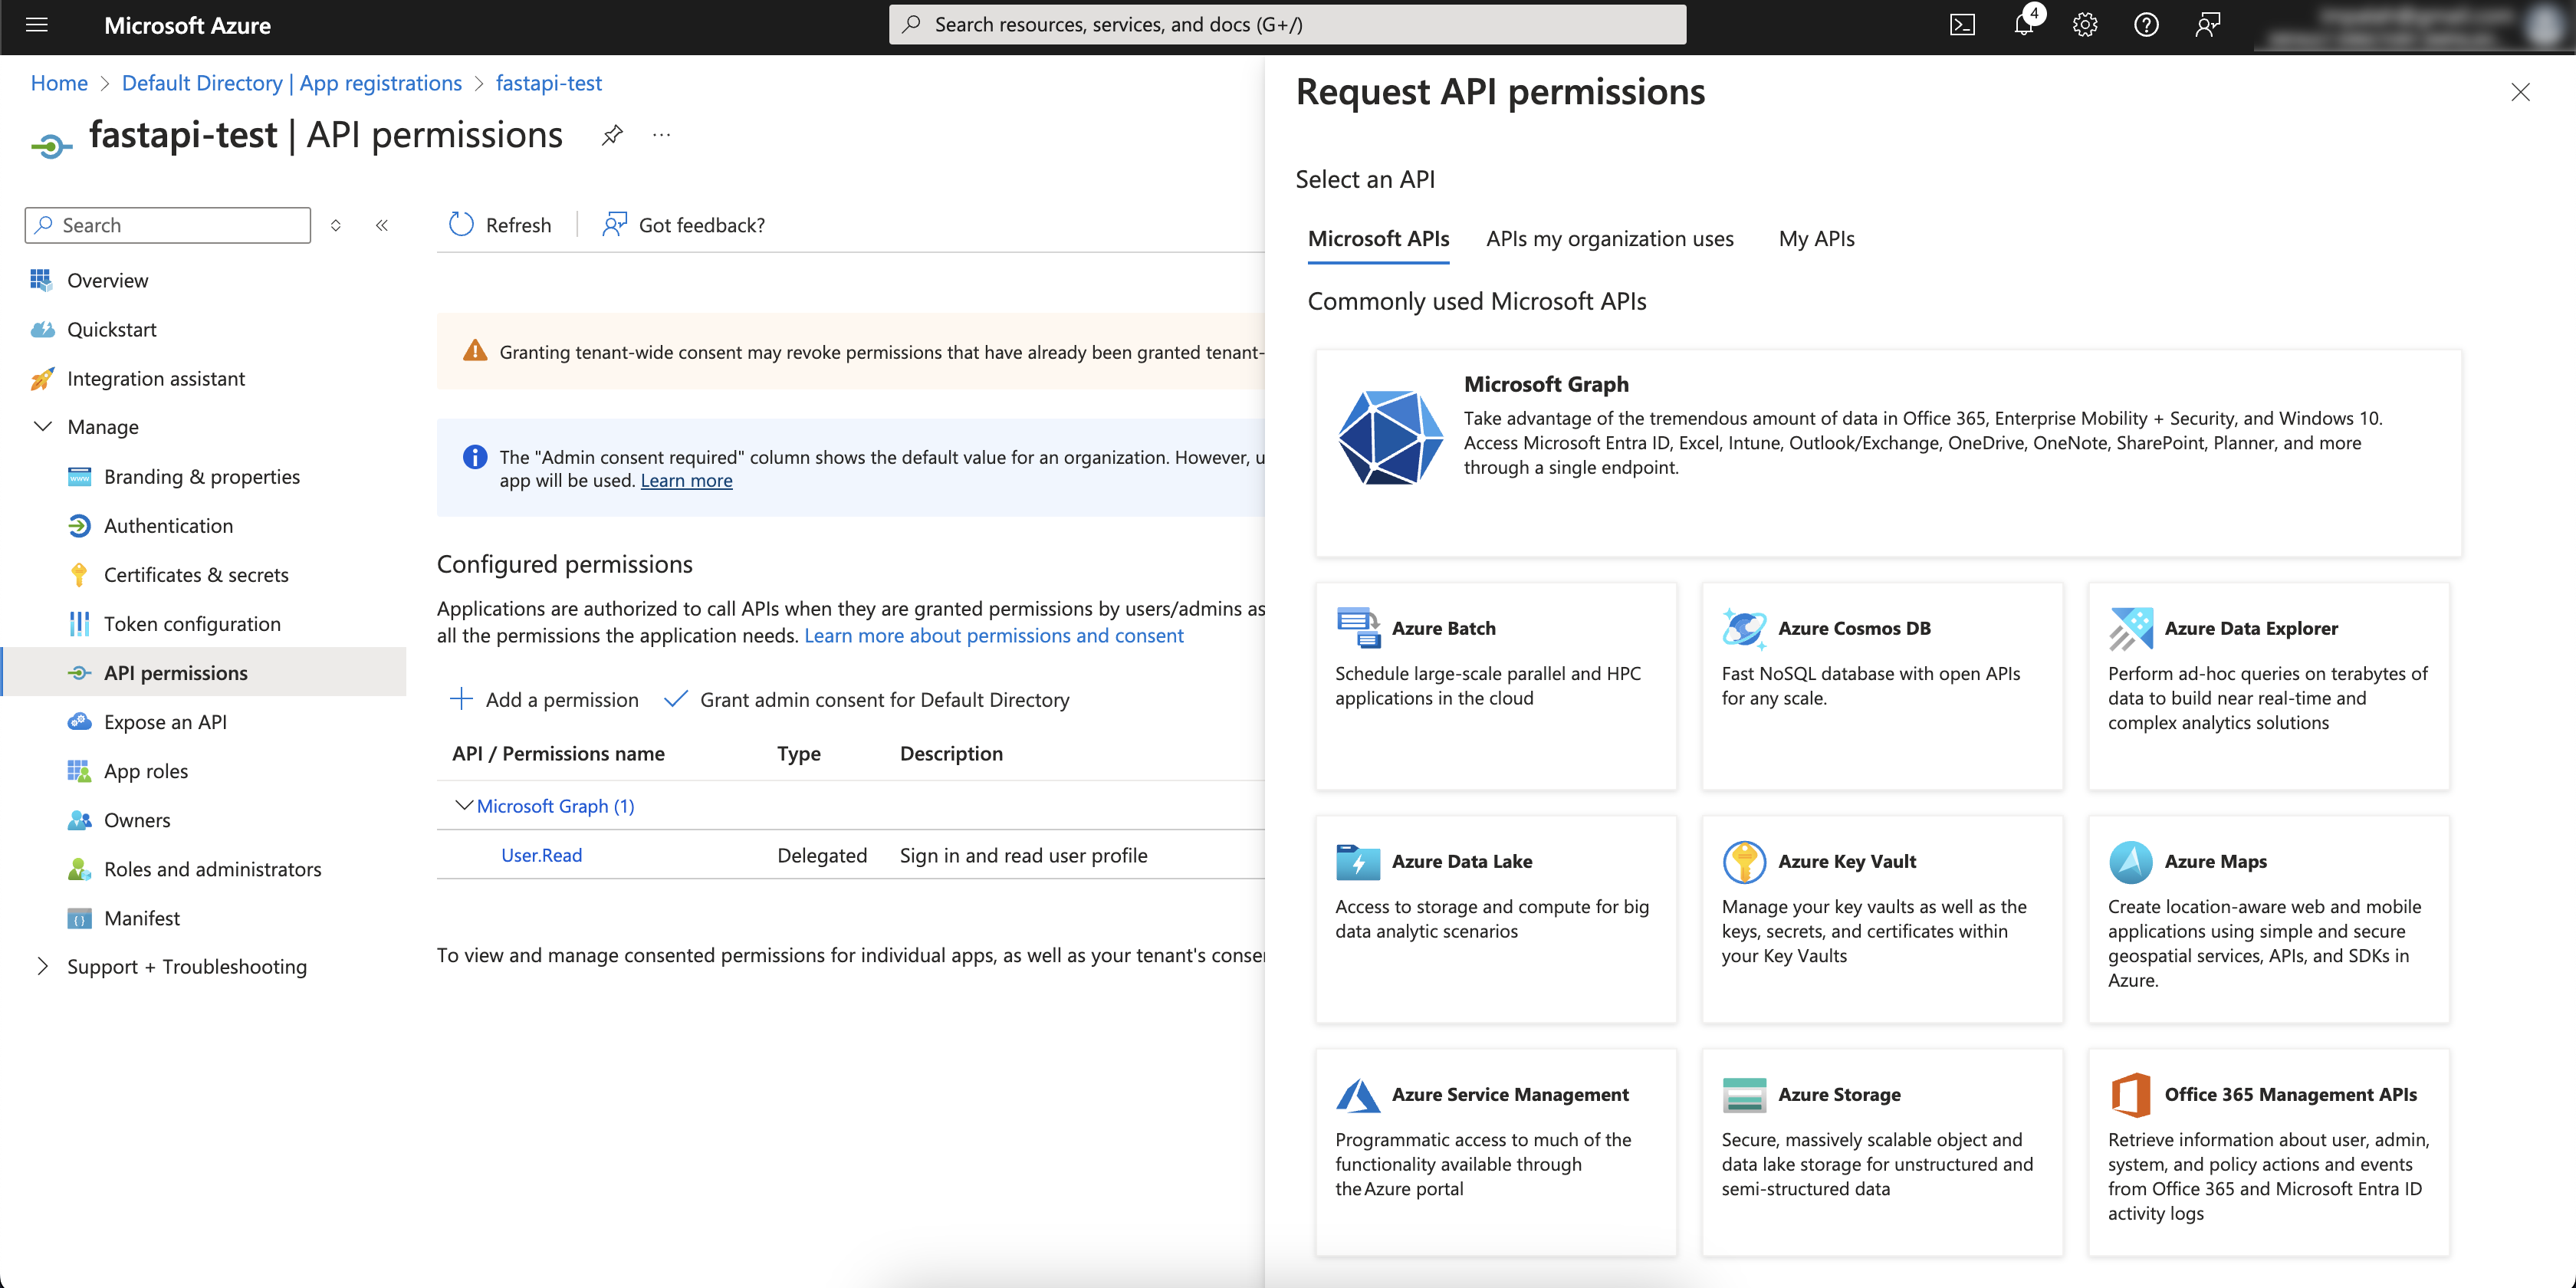 Microsoft Azure
Search resources, services, and docs (G+/)
4
Home > Default Directory | App registrations > fastapi-test
fastapi-test | API permissions
...
Search
Overview
Quickstart
Integration assistant
Manage
Branding & properties
Authentication
Certificates & secrets
Token configuration
API permissions
Expose an API
App roles
Owners
Roles and administrators
Manifest
Support + Troubleshooting
Refresh
Got feedback?
Granting tenant-wide consent may revoke permissions that have already been granted tenant-
The "Admin consent required" column shows the default value for an organization. However, u
app will be used. Learn more
Configured permissions
Applications are authorized to call APIs when they are granted permissions by users/admins as
all the permissions the application needs. Learn more about permissions and consent
Add a permission
Grant admin consent for Default Directory
API / Permissions name Type Description
Microsoft Graph (1)
User.Read Delegated Sign in and read user profile
To view and manage consented permissions for individual apps, as well as your tenant's conse
Request API permissions
Select an API
Microsoft APIs APIs my organization uses My APIs
Commonly used Microsoft APIs
Microsoft Graph
Take advantage of the tremendous amount of data in Office 365, Enterprise Mobility + Security, and Windows 10.
Access Microsoft Entra ID, Excel, Intune, Outlook/Exchange, OneDrive, OneNote, SharePoint, Planner, and more
through a single endpoint.
Azure Batch
Schedule large-scale parallel and HPC
applications in the cloud
Azure Cosmos DB
Fast NoSQL database with open APIs
for any scale.
Azure Data Explorer
Perform ad-hoc queries on terabytes of
data to build near real-time and
complex analytics solutions
Azure Data Lake
Access to storage and compute for big
data analytic scenarios
Azure Key Vault
Manage your key vaults as well as the
keys, secrets, and certificates within
your Key Vaults
Azure Maps
Create location-aware web and mobile
applications using simple and secure
geospatial services, APIs, and SDKs in
Azure.
Azure Service Management
Programmatic access to much of the
functionality available through
the Azure portal
Azure Storage
Secure, massively scalable object and
data lake storage for unstructured and
semi-structured data
Office 365 Management APIs
Retrieve information about user, admin,
system, and policy actions and events
from Office 365 and Microsoft Entra ID
activity logs